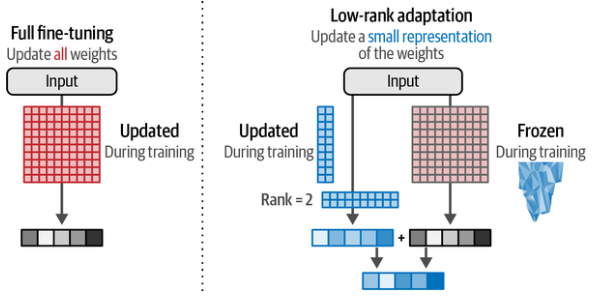 Full fine-tuning
Update all weights
Input
Updated
During training
Low-rank adaptation
Update a small representation
of the weights
Input
Updated
During training
Rank = 2
Frozen
During training
+